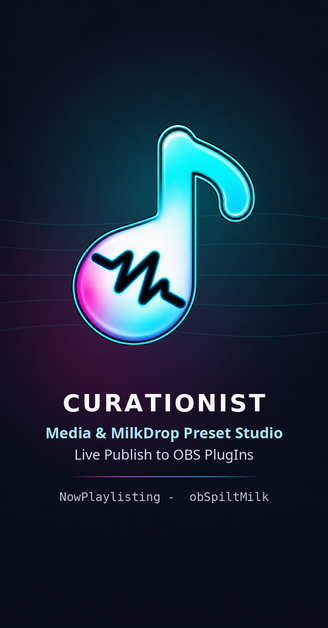 CURATIONIST
Media & MilkDrop Preset Studio
Live Publish to OBS PlugIns
NowPlaylisting - obSpiltMilk